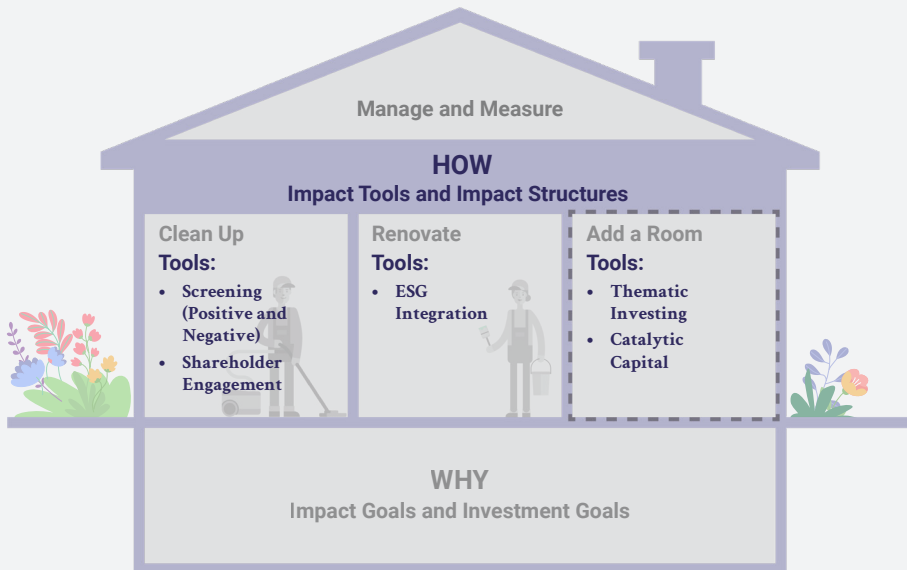 Manage and Measure
HOW
Impact Tools and Impact Structures
Clean Up
Tools:
• Screening
(Positive and
Negative)
• Shareholder
Engagement
Renovate
Tools:
• ESG
Integration
Add a Room
Tools:
• Thematic
Investing
• Catalytic
Capital
WHY
Impact Goals and Investment Goals